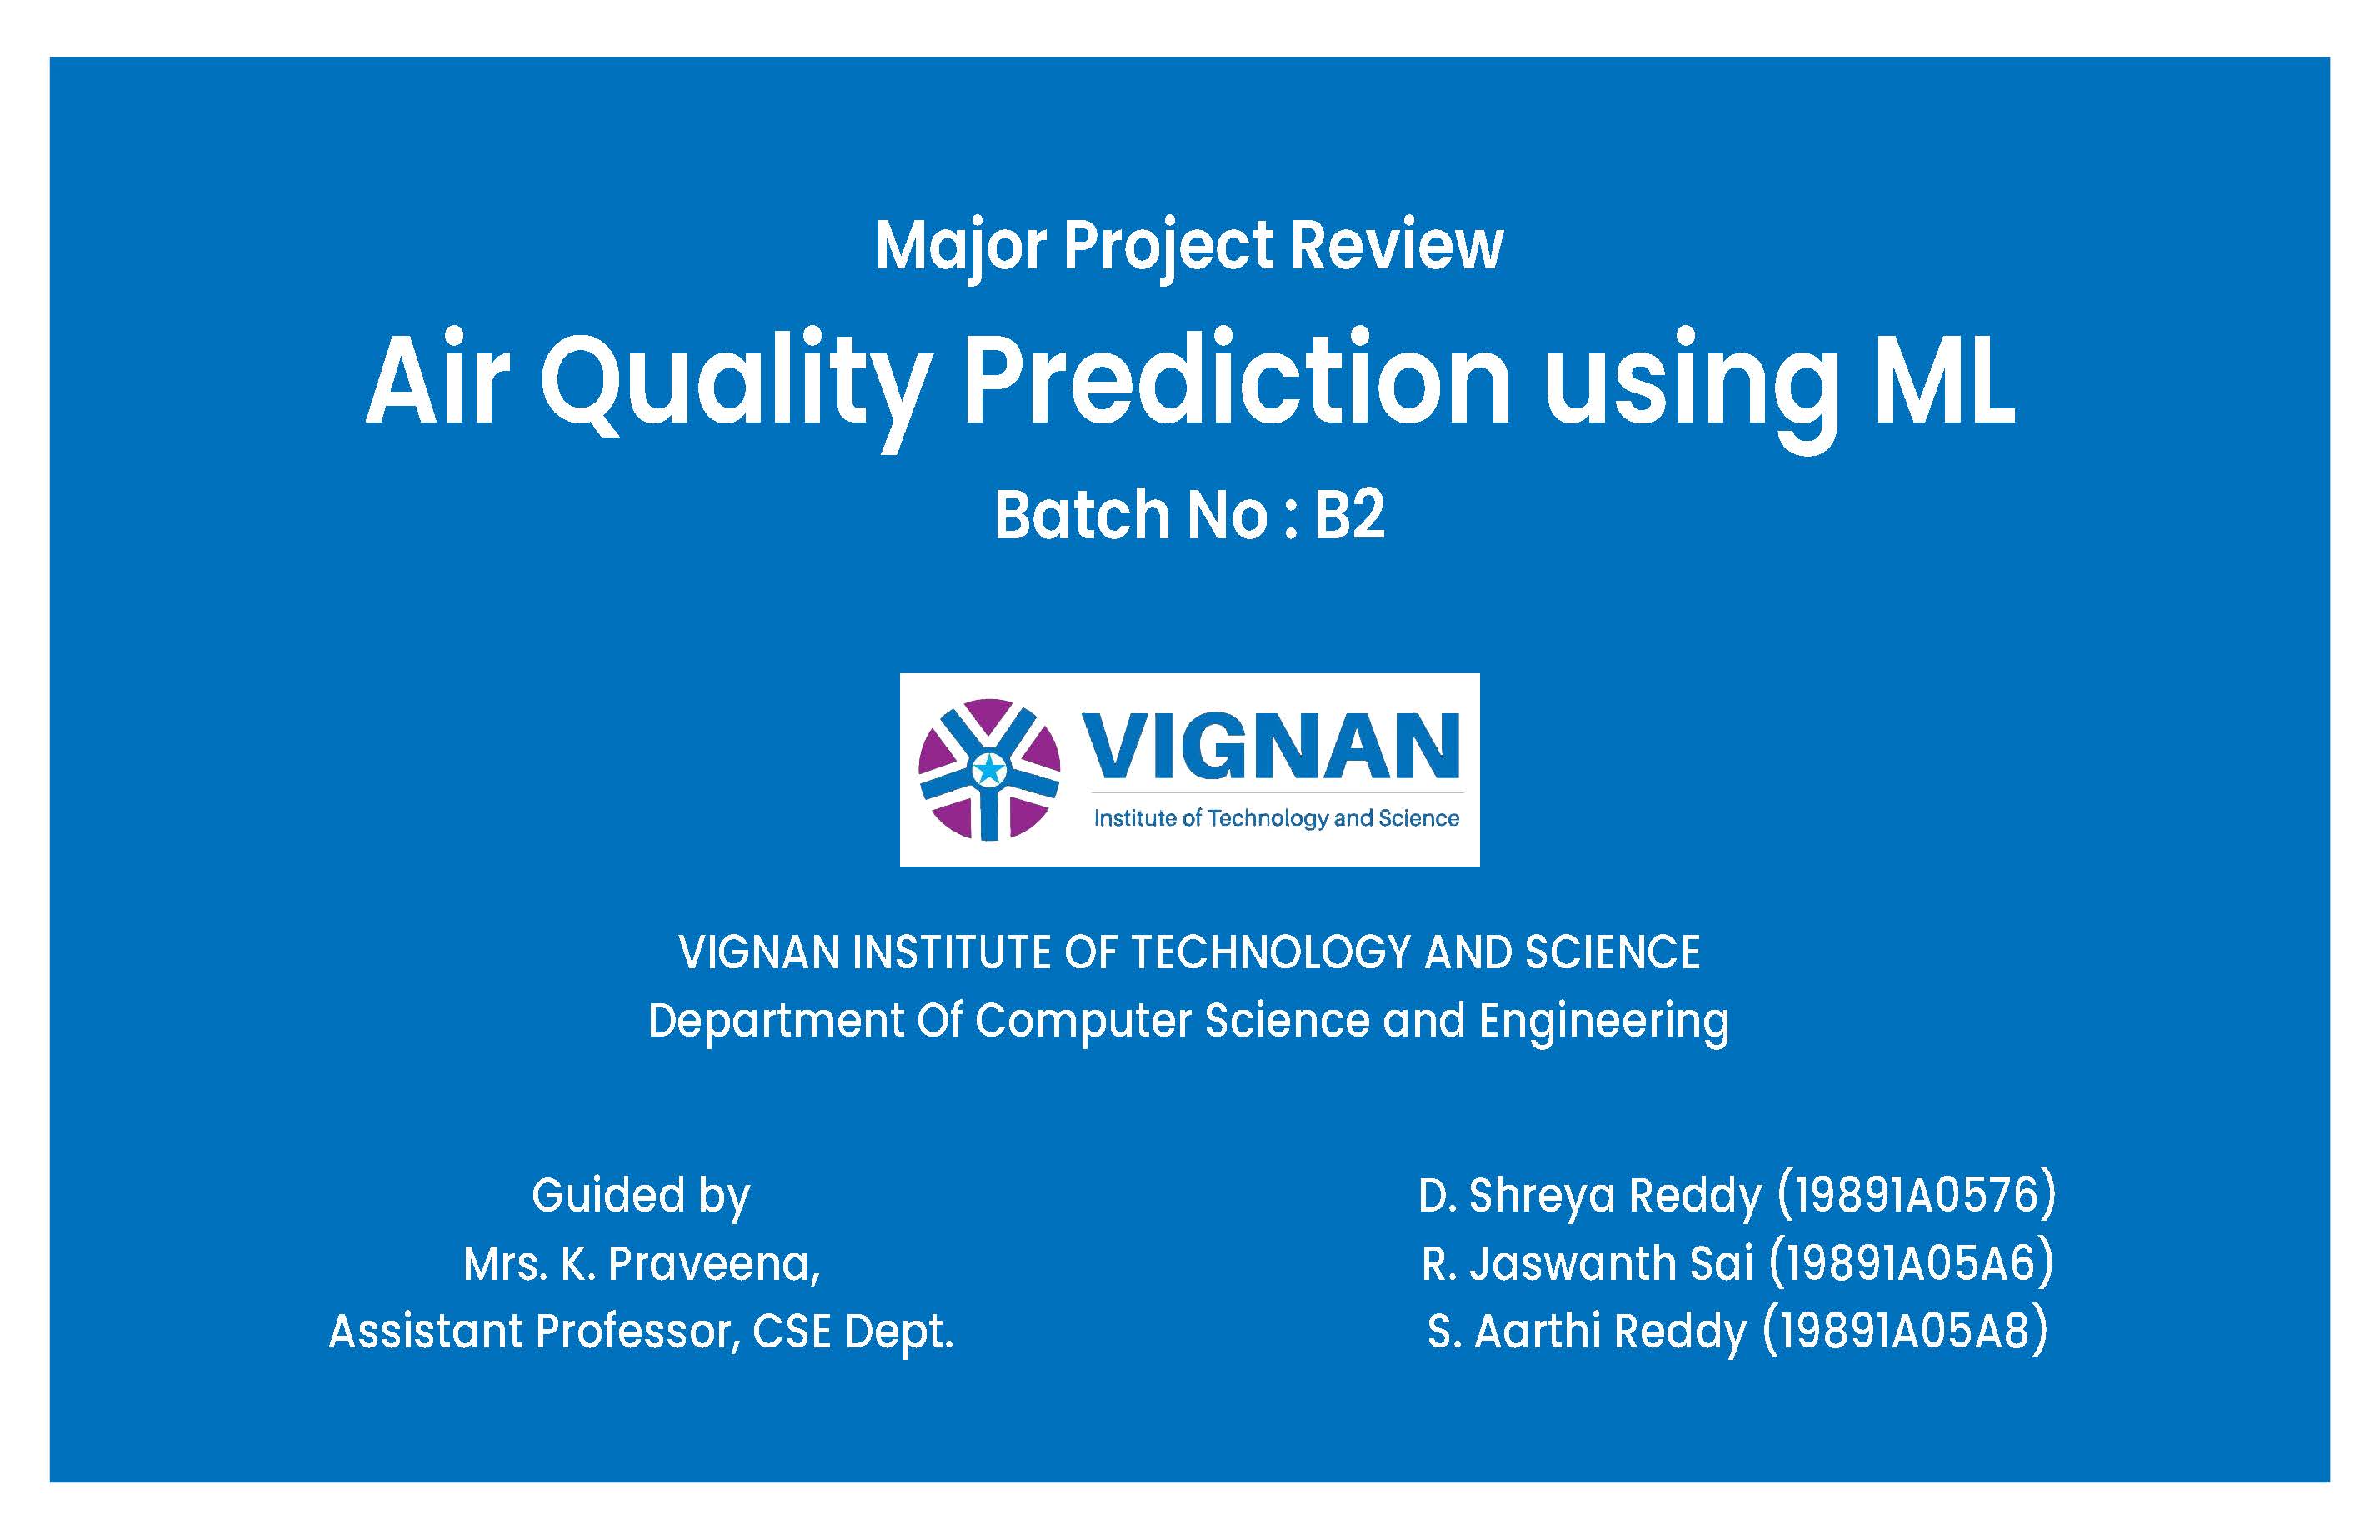 Major Project Review
Air Quality Prediction using ML
Batch No : B2
VIGNAN
Institute of Technology and Science
VIGNAN INSTITUTE OF TECHNOLOGY AND SCIENCE
Department Of Computer Science and Engineering
Guided by
Mrs. K. Praveena,
Assistant Professor, CSE Dept.
D. Shreya Reddy (19891A0576)
R. Jaswanth Sai (19891A05A6)
S. Aarthi Reddy (19891A05A8)